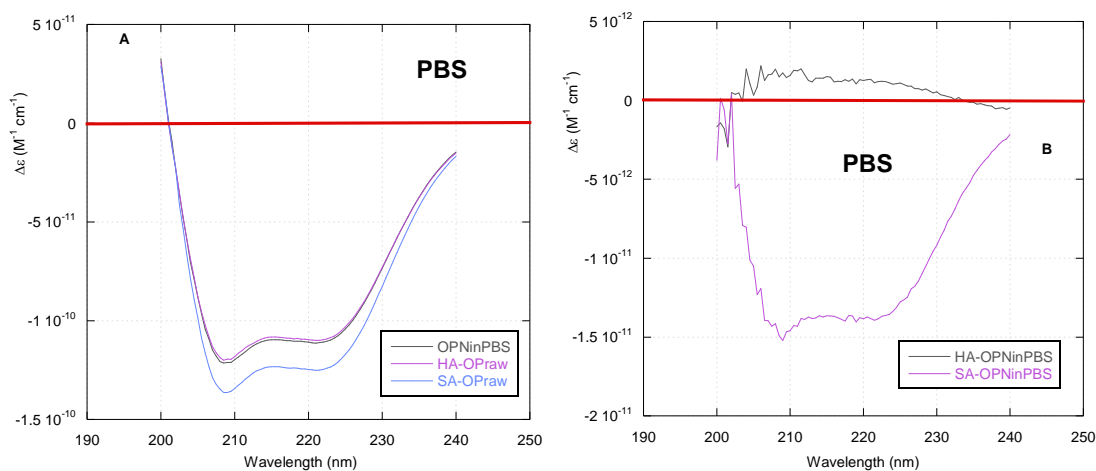 A
PBS
5 10-11
0
-5 10-11
-1 10-10
-1.5 10-10
Δε (M-1 cm-1)
OPNinPBS
HA-OPraw
SA-OPraw
190 200 210 220 230 240 250
Wavelength (nm)
B
PBS
5 10-12
0
-5 10-12
-1 10-11
-1.5 10-11
-2 10-11
Δε (M-1 cm-1)
HA-OPNinPBS
SA-OPNinPBS
190 200 210 220 230 240 250
Wavelength (nm)